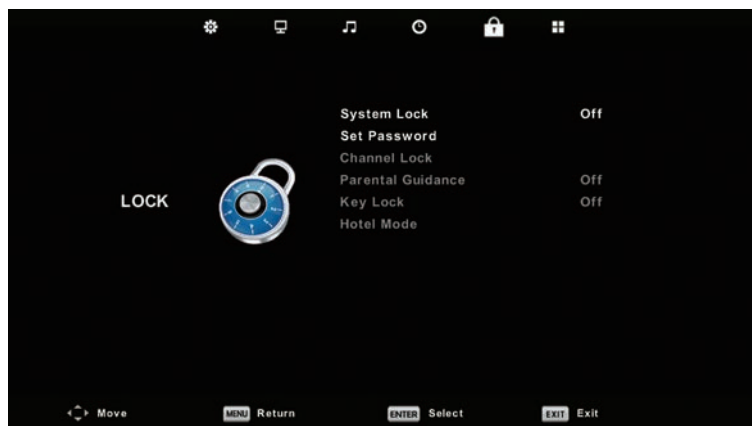 System Lock Off
Set Password
Channel Lock
Parental Guidance Off
Key Lock Off
Hotel Mode
LOCK
Move MENU Return ENTER Select EXIT Exit